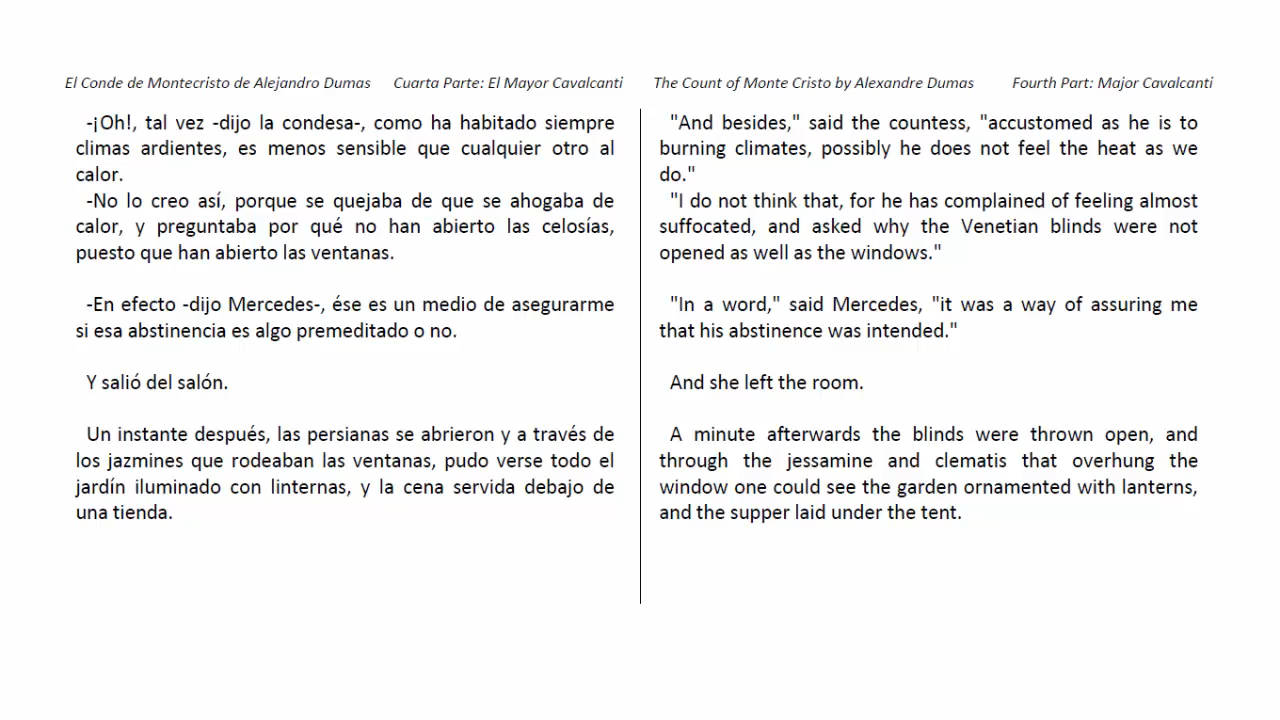 El Conde de Montecristo de Alejandro Dumas Cuarta Parte: El Mayor Cavalcanti
-¡Oh!, tal vez -dijo la condesa-, como ha habitado siempre
climas ardientes, es menos sensible que cualquier otro al
calor.
-No lo creo así, porque se quejaba de que se ahogaba de
calor, y preguntaba por qué no han abierto las celosías,
puesto que han abierto las ventanas.
-En efecto -dijo Mercedes-, ése es un medio de asegurarme
si esa abstinencia es algo premeditado o no.
Y salió del salón.
Un instante después, las persianas se abrieron y a través de
los jazmines que rodeaban las ventanas, pudo verse todo el
jardín iluminado con linternas, y la cena servida debajo de
una tienda.
The Count of Monte Cristo by Alexandre Dumas Fourth Part: Major Cavalcanti
"And besides," said the countess, "accustomed as he is to
burning climates, possibly he does not feel the heat as we
do."
"I do not think that, for he has complained of feeling almost
suffocated, and asked why the Venetian blinds were not
opened as well as the windows."
"In a word," said Mercedes, "it was a way of assuring me
that his abstinence was intended."
And she left the room.
A minute afterwards the blinds were thrown open, and
through the jessamine and clematis that overhung the
window one could see the garden ornamented with lanterns,
and the supper laid under the tent.